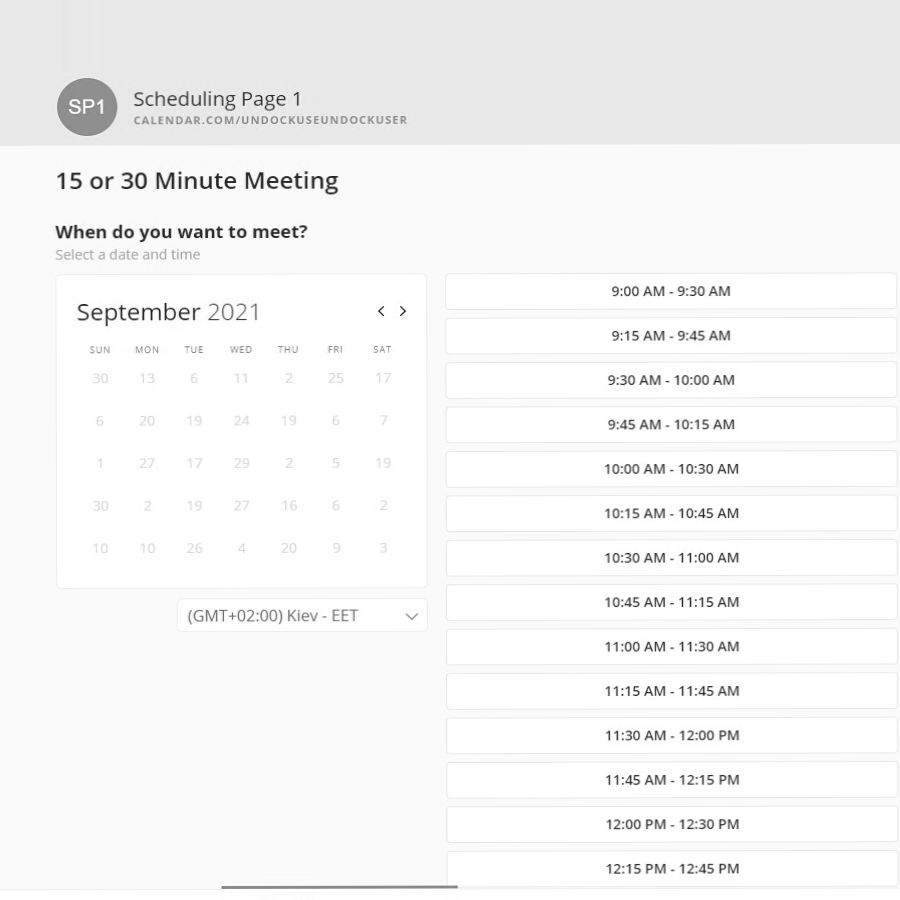 SP1
Scheduling Page 1
CALENDAR.COM/UNDOCKUSEUNDOCKUSER
15 or 30 Minute Meeting
When do you want to meet?
Select a date and time
September 2021
SUN MON TUE WED THU FRI SAT
30 13 6 11 2 25 17
6 20 19 24 19 6 7
1 27 17 29 2 5 19
30 2 19 27 16 6 2
10 10 26 4 20 9 3
(GMT+02:00) Kiev - EET
9:00 AM - 9:30 AM
9:15 AM - 9:45 AM
9:30 AM - 10:00 AM
9:45 AM - 10:15 AM
10:00 AM - 10:30 AM
10:15 AM - 10:45 AM
10:30 AM - 11:00 AM
10:45 AM - 11:15 AM
11:00 AM - 11:30 AM
11:15 AM - 11:45 AM
11:30 AM - 12:00 PM
11:45 AM - 12:15 PM
12:00 PM - 12:30 PM
12:15 PM - 12:45 PM